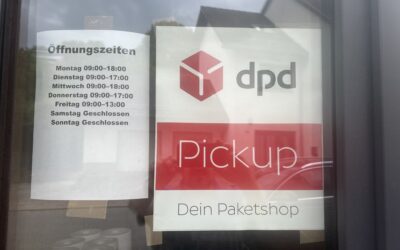 Öffnungszeiten
Montag 09:00-18:00
Dienstag 09:00-17:00
Mittwoch 09:00-18:00
Donnerstag 09:00-17:00
Freitag 09:00-13:00
Samstag Geschlossen
Sonntag Geschlossen
dpd
Pickup
Dein Paketshop